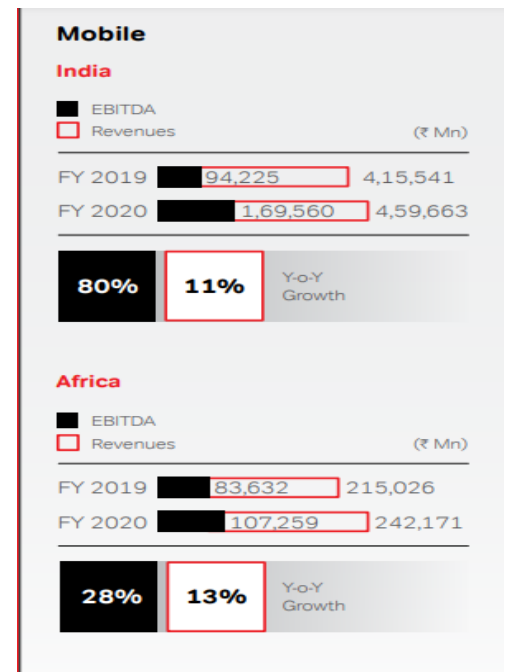 Mobile
India
EBITDA
Revenues (₹ Mn)
FY 2019 94,225 4,15,541
FY 2020 1,69,560 4,59,663
80% 11% Y-o-Y
Growth
Africa
EBITDA
Revenues (₹ Mn)
FY 2019 83,632 215,026
FY 2020 107,259 242,171
28% 13% Y-o-Y
Growth